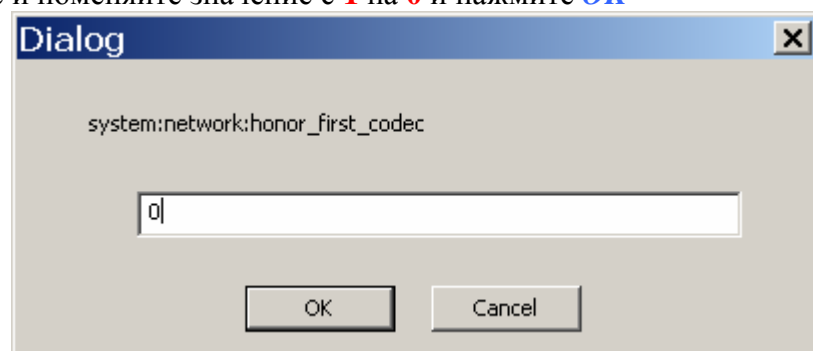 и поменяйте значение с 1 на 0 и нажмите OK
Dialog
system:network:honor_first_codec
0
OK Cancel